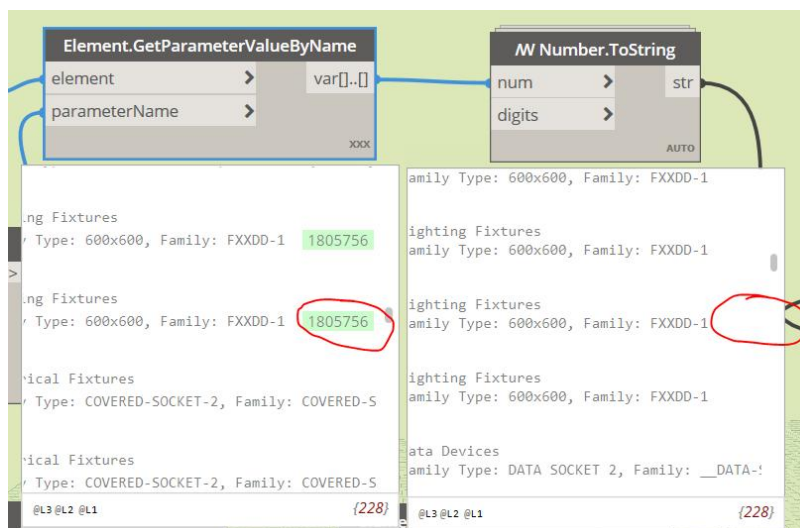 Element.GetParameterValueByName
element > var[]..[]
parameterName >
xxx
ng Fixtures
Type: 600x600, Family: FXXDD-1 1805756
ng Fixtures
Type: 600x600, Family: FXXDD-1 1805756
ical Fixtures
Type: COVERED-SOCKET-2, Family: COVERED-S
ical Fixtures
Type: COVERED-SOCKET-2, Family: COVERED-S
@L3 @L2 @L1 {228}
Number.ToString
num > str
digits >
AUTO
amily Type: 600x600, Family: FXXDD-1
ighting Fixtures
amily Type: 600x600, Family: FXXDD-1
ighting Fixtures
amily Type: 600x600, Family: FXXDD-1
ighting Fixtures
amily Type: 600x600, Family: FXXDD-1
ata Devices
amily Type: DATA SOCKET 2, Family: __DATA-
@L3 @L2 @L1 {228}